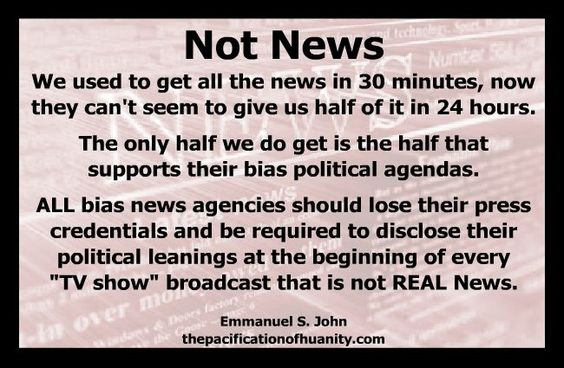 Not News
We used to get all the news in 30 minutes, now
they can't seem to give us half of it in 24 hours.
The only half we do get is the half that
supports their bias political agendas.
ALL bias news agencies should lose their press
credentials and be required to disclose their
political leanings at the beginning of every
"TV show" broadcast that is not REAL News.
Emmanuel S. John
thepacificationofhuanity.com
NEWS